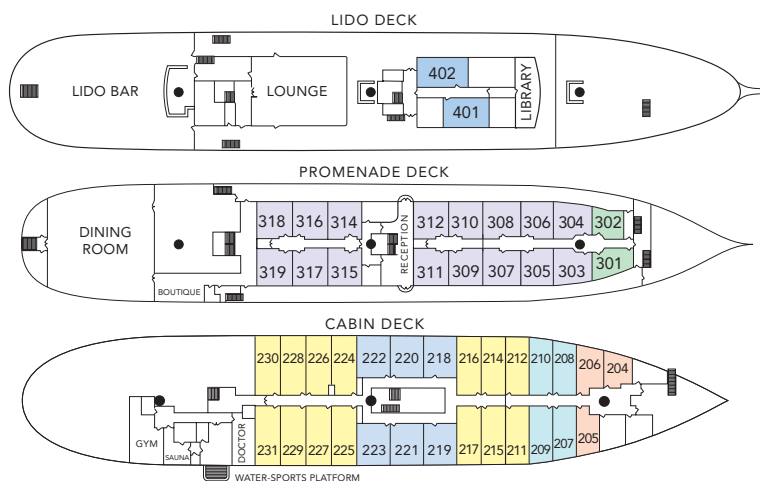 LIDO DECK
LIDO BAR
LOUNGE
402
401
LIBRARY
PROMENADE DECK
DINING
ROOM
BOUTIQUE
318 316 314
319 317 315
RECEPTION
312 310 308 306 304 302
311 309 307 305 303 301
CABIN DECK
230 228 226 224 222 220 218 216 214 212 210 208 206 204
231 229 227 225 223 221 219 217 215 211 209 207 205
GYM
SAUNA
DOCTOR
WATER-SPORTS PLATFORM